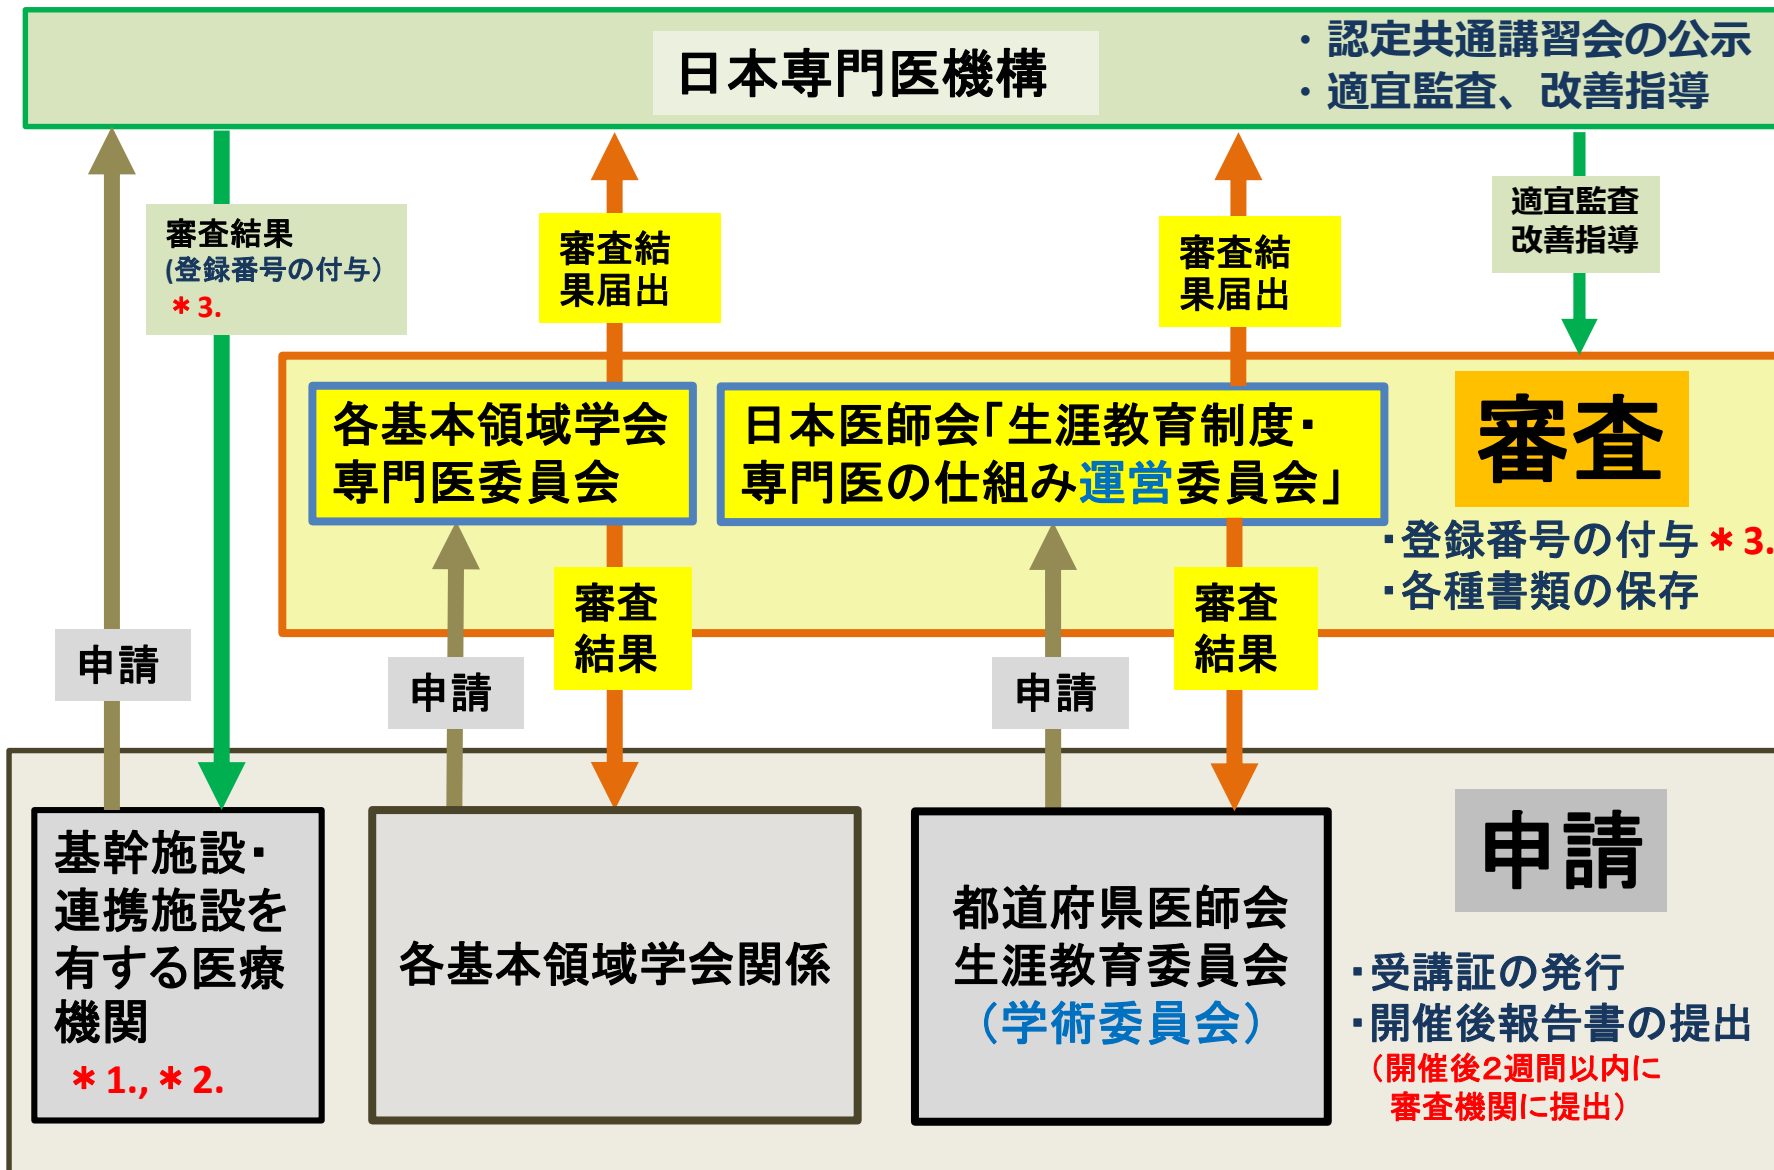 日本専門医機構
・認定共通講習会の公示
・適宜監査、改善指導
審査結果
(登録番号の付与）
＊3.
審査結
果届出
審査結
果届出
適宜監査
改善指導
各基本領域学会
専門医委員会
日本医師会「生涯教育制度・
専門医の仕組み運営委員会」
審査
・登録番号の付与＊3.
・各種書類の保存
審査
結果
審査
結果
申請
申請
申請
基幹施設・
連携施設を
有する医療
機関
＊1.,＊2.
各基本領域学会関係
都道府県医師会
生涯教育委員会
（学術委員会）
申請
・受講証の発行
・開催後報告書の提出
（開催後2週間以内に
審査機関に提出）